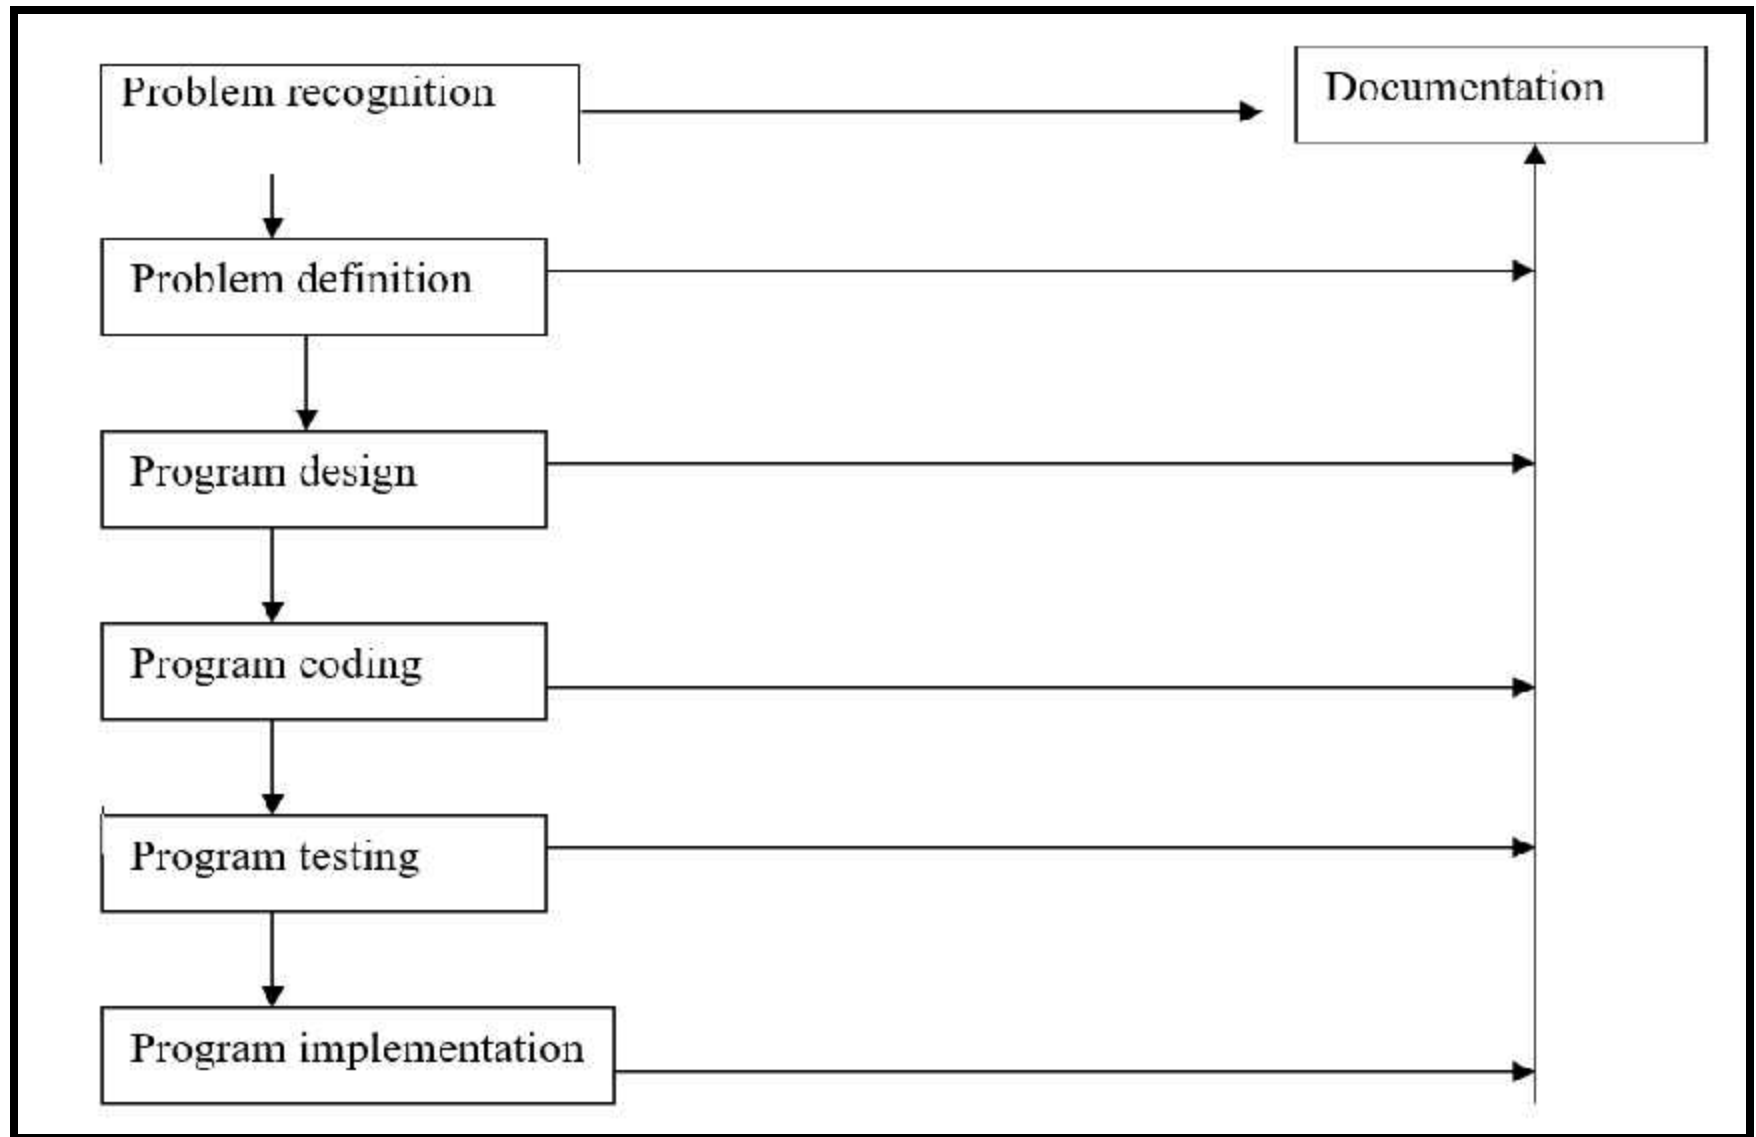 Problem recognition
Documentation
Problem definition
Program design
Program coding
Program testing
Program implementation